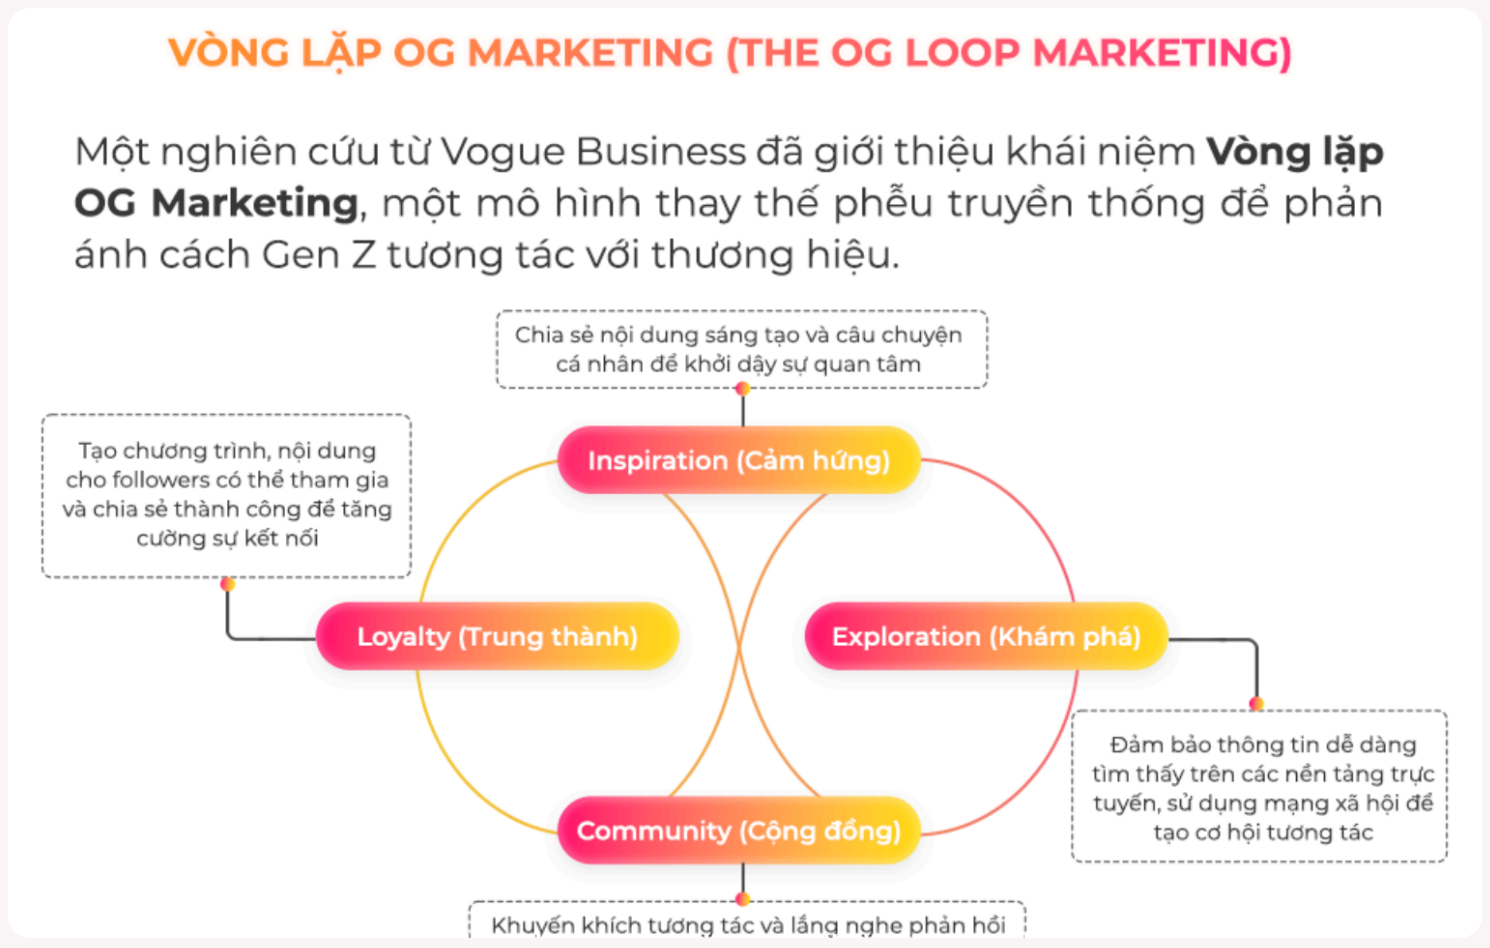 VÒNG LẶP OG MARKETING (THE OG LOOP MARKETING)
Một nghiên cứu từ Vogue Business đã giới thiệu khái niệm Vòng lặp
OG Marketing, một mô hình thay thế phễu truyền thống để phản
ánh cách Gen Z tương tác với thương hiệu.
Chia sẻ nội dung sáng tạo và câu chuyện
cá nhân để khởi dậy sự quan tâm
Inspiration (Cảm hứng)
Tạo chương trình, nội dung
cho followers có thể tham gia
và chia sẻ thành công để tăng
cường sự kết nối
Loyalty (Trung thành)
Exploration (Khám phá)
Đảm bảo thông tin dễ dàng
tìm thấy trên các nền tảng trực
tuyến, sử dụng mạng xã hội để
tạo cơ hội tương tác
Community (Cộng đồng)
Khuyến khích tương tác và lắng nghe phản hồi